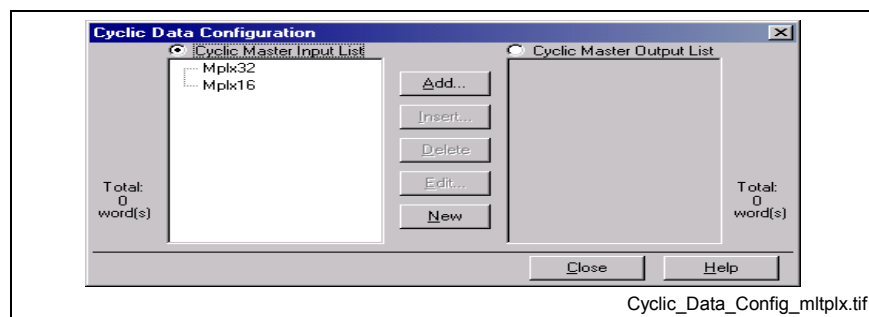 Cyclic Data Configuration
Cyclic Master Input List
Cyclic Master Output List
Mplx32
Mplx16
Add...
Insert...
Delete
Edit...
New
Total:
0
word(s)
Total:
0
word(s)
Close
Help
Cyclic_Data_Config_mltplx.tif